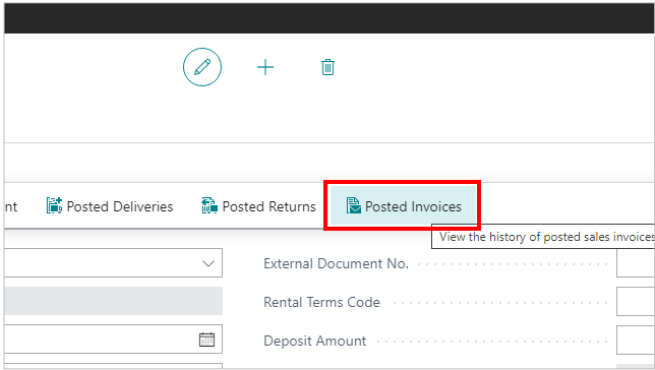 nt Posted Deliveries Posted Returns Posted Invoices
View the history of posted sales invoices
External Document No.
Rental Terms Code
Deposit Amount